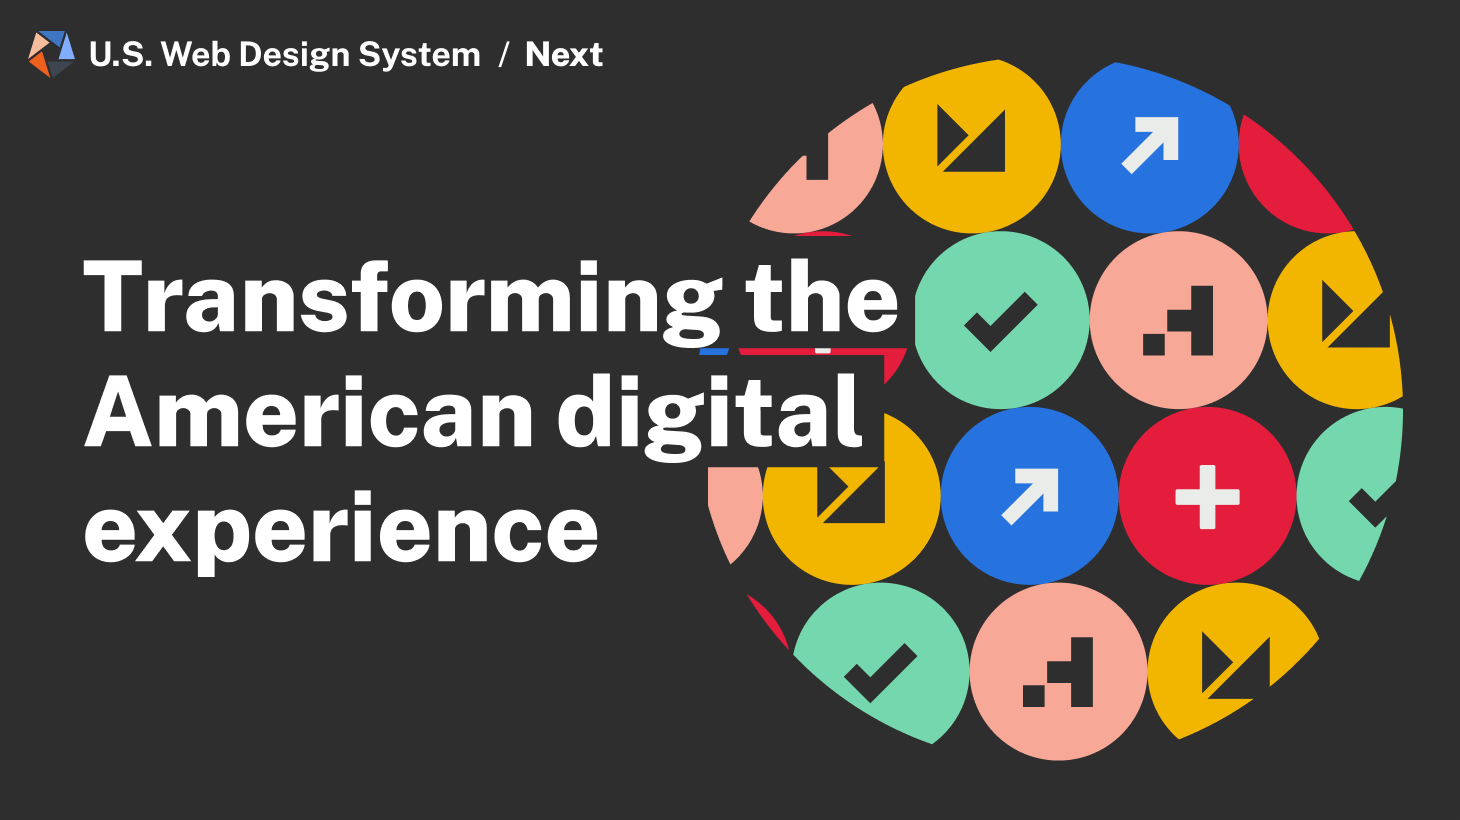 U.S. Web Design System / Next
Transforming the
American digital
experience